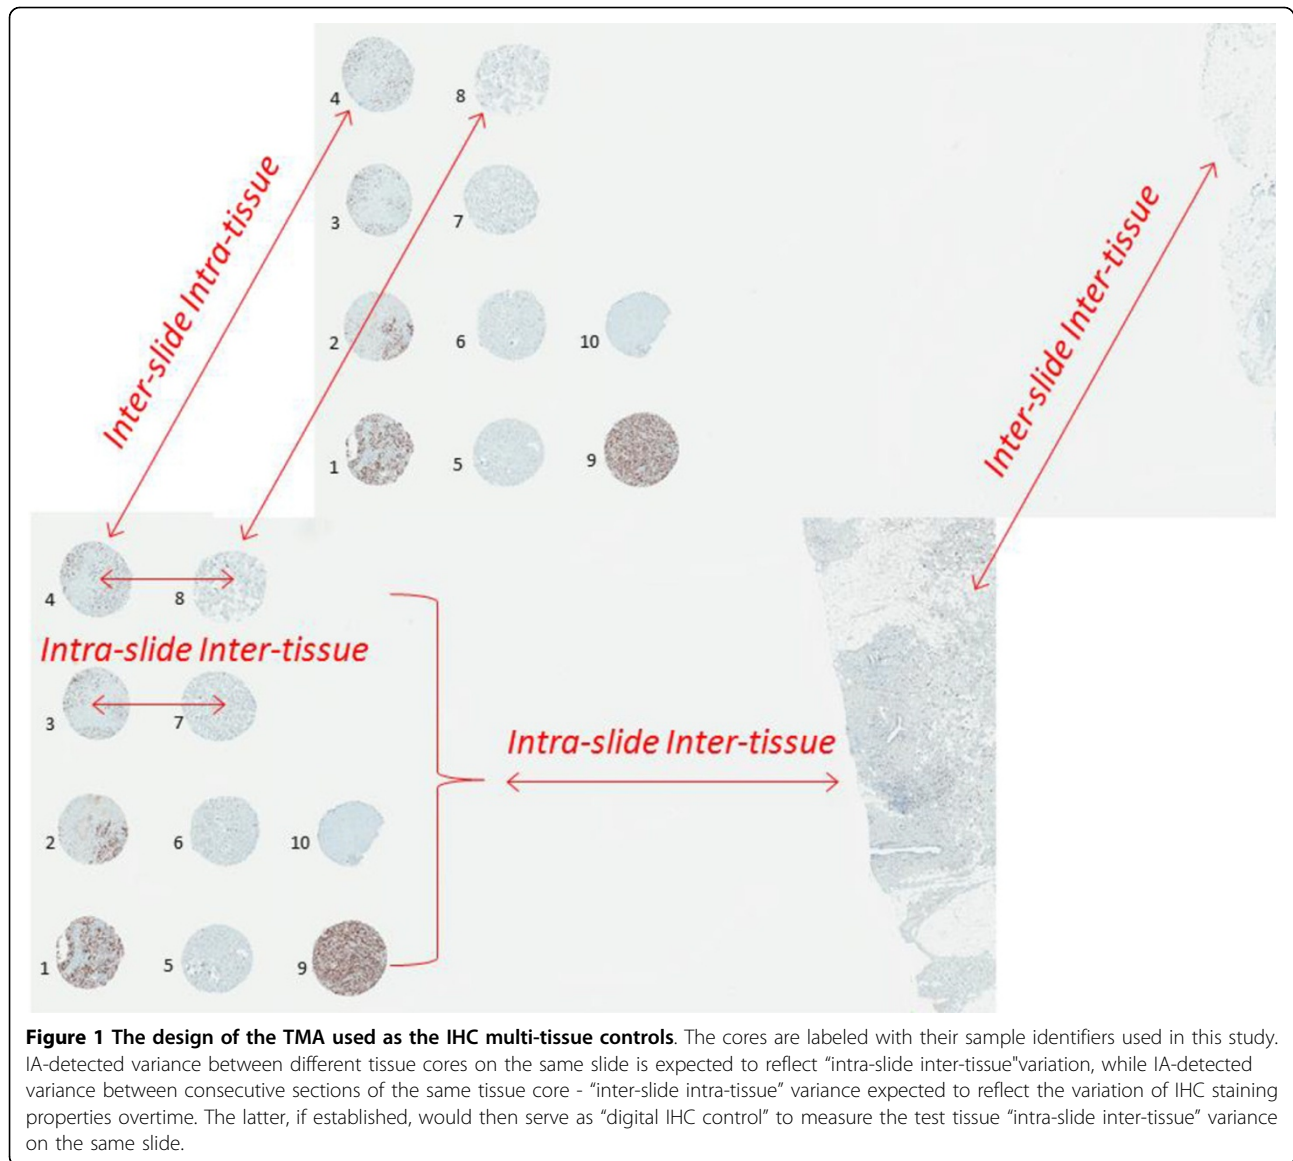 4
8
3
7
2
6
10
1
5
9
Inter-slide Intra-tissue
Inter-slide Inter-tissue
4
8
Intra-slide Inter-tissue
3
7
Intra-slide Inter-tissue
2
6
10
1
5
9
Figure 1 The design of the TMA used as the IHC multi-tissue controls. The cores are labeled with their sample identifiers used in this study.
IA-detected variance between different tissue cores on the same slide is expected to reflect “intra-slide inter-tissue"variation, while IA-detected
variance between consecutive sections of the same tissue core - “inter-slide intra-tissue” variance expected to reflect the variation of IHC staining
properties overtime. The latter, if established, would then serve as “digital IHC control” to measure the test tissue “intra-slide inter-tissue” variance
on the same slide.